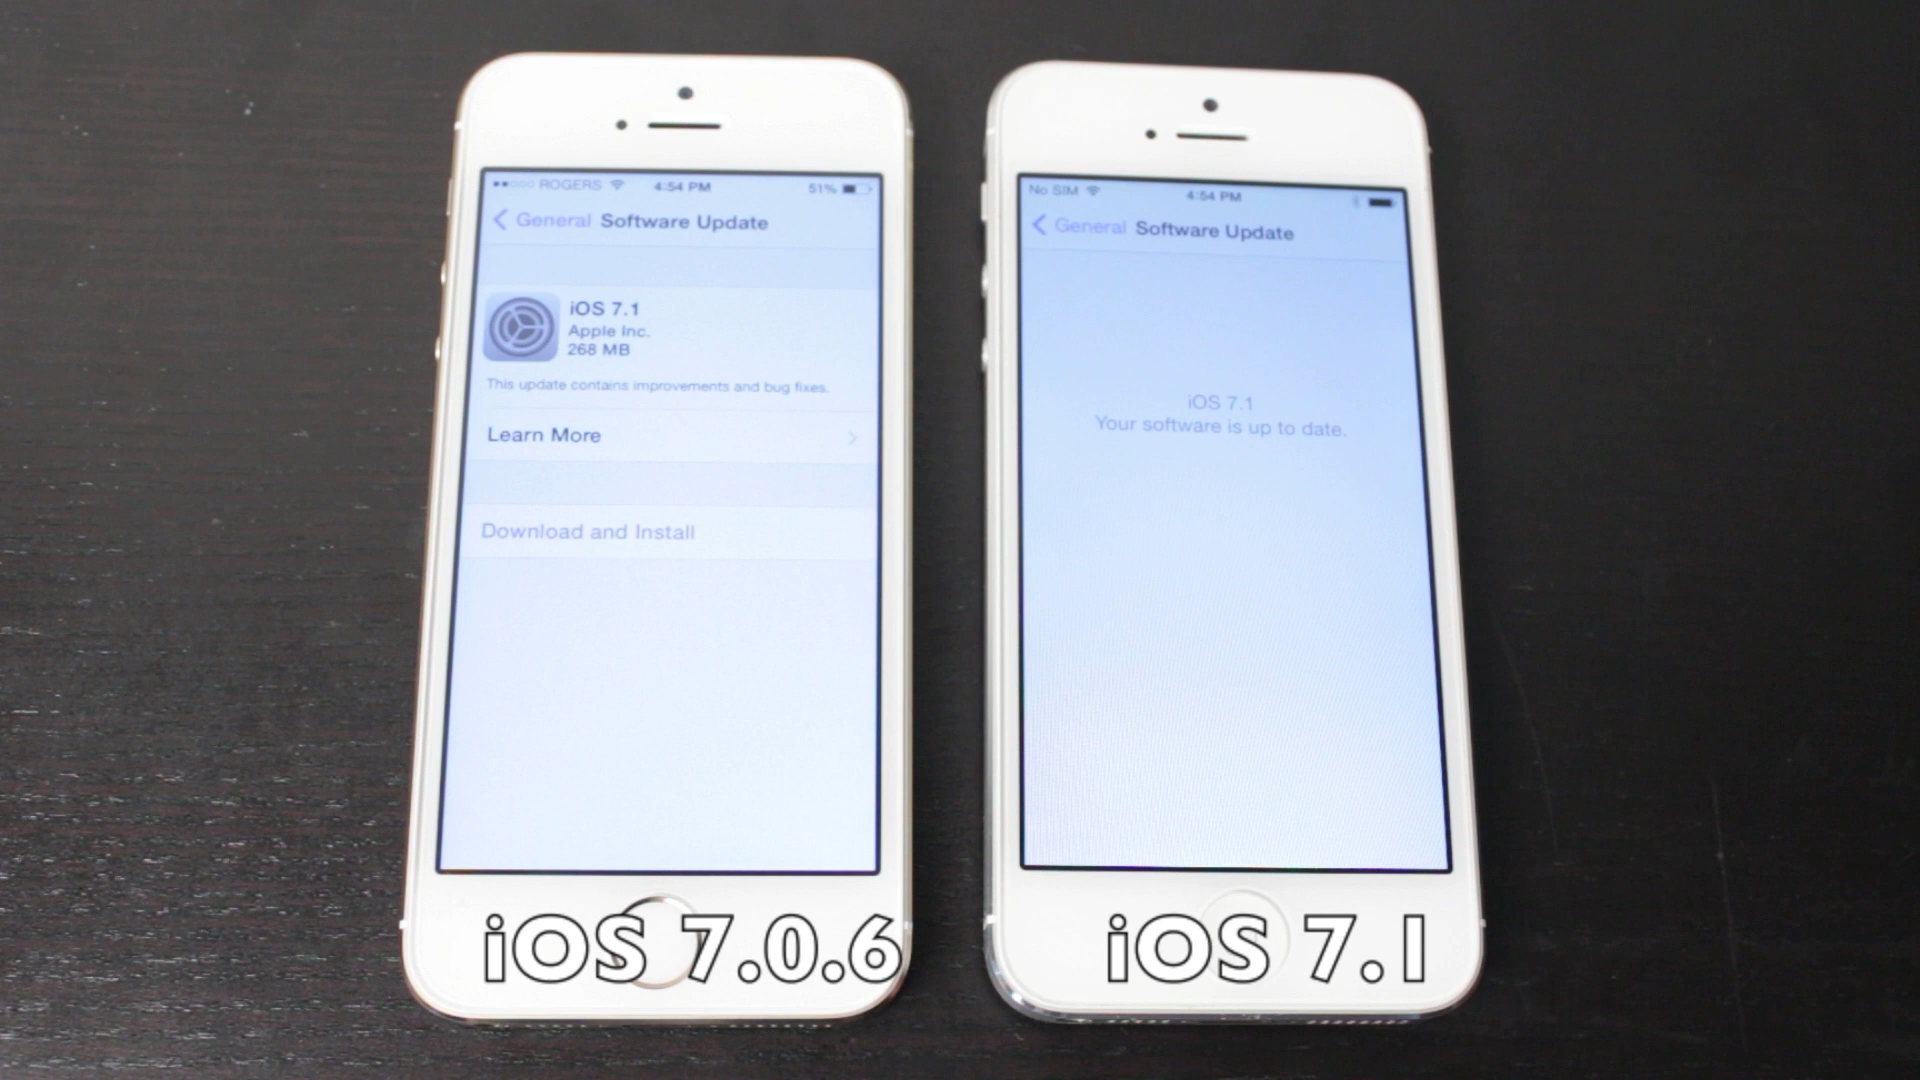 ROGERS 4:54 PM 51%
General Software Update
iOS 7.1
Apple Inc.
268 MB
This update contains improvements and bug fixes.
Learn More
Download and Install
iOS 7.0.6
No SIM 4:54 PM
General Software Update
iOS 7.1
Your software is up to date.
iOS 7.1